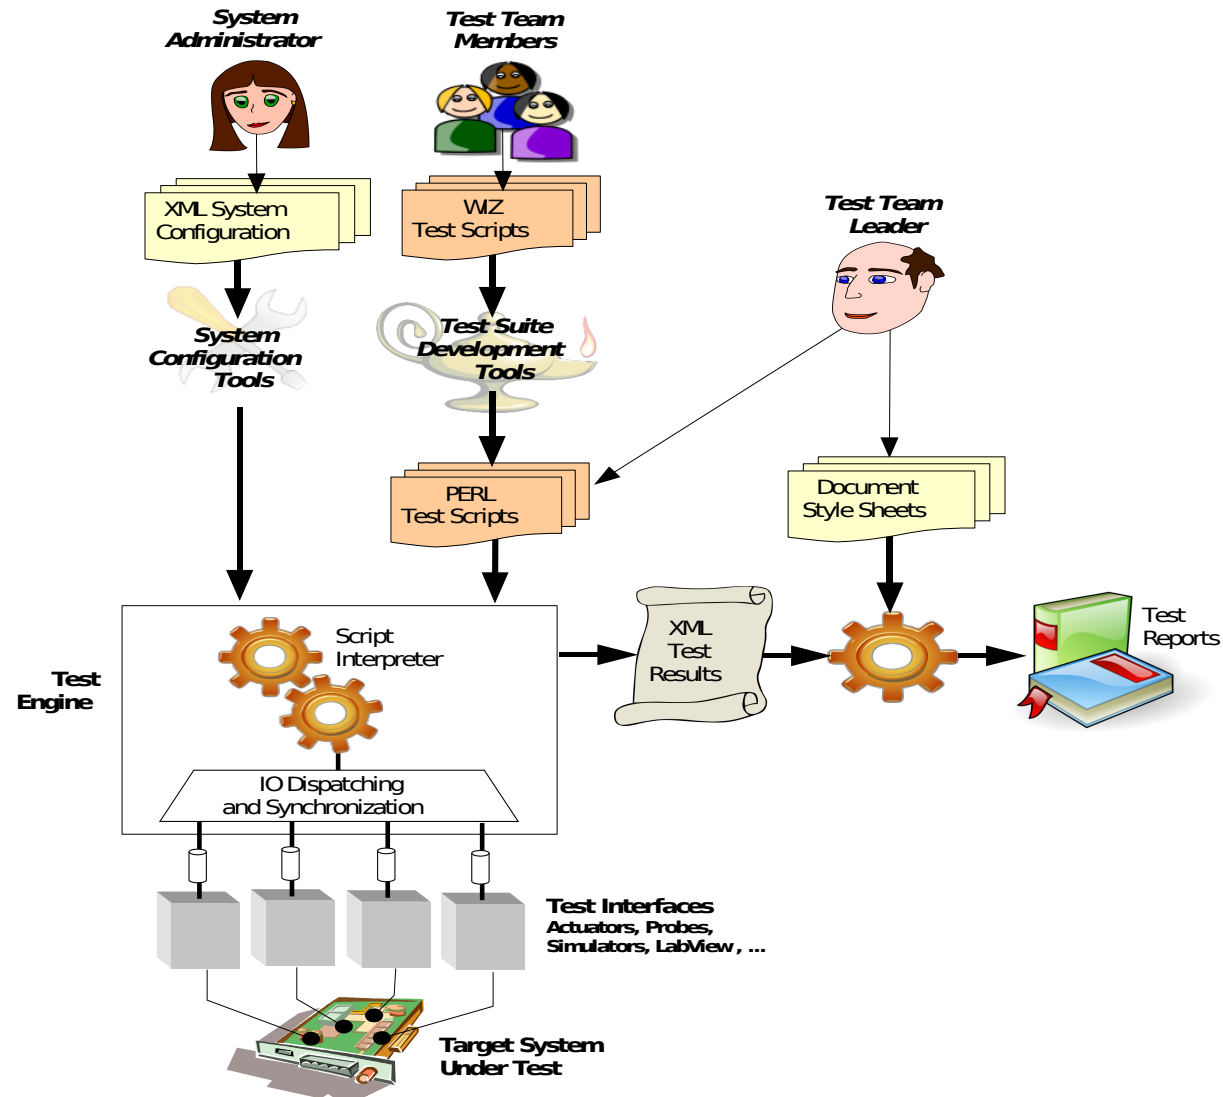 System
Administrator
Test Team
Members
XML System
Configuration
WIZ
Test Scripts
Test Team
Leader
System
Configuration
Tools
Test Suite
Development
Tools
PERL
Test Scripts
Document
Style Sheets
Script
Interpreter
XML
Test
Results
Test
Reports
Test
Engine
IO Dispatching
and Synchronization
Test Interfaces
Actuators, Probes,
Simulators, LabView , ...
Target System
Under Test